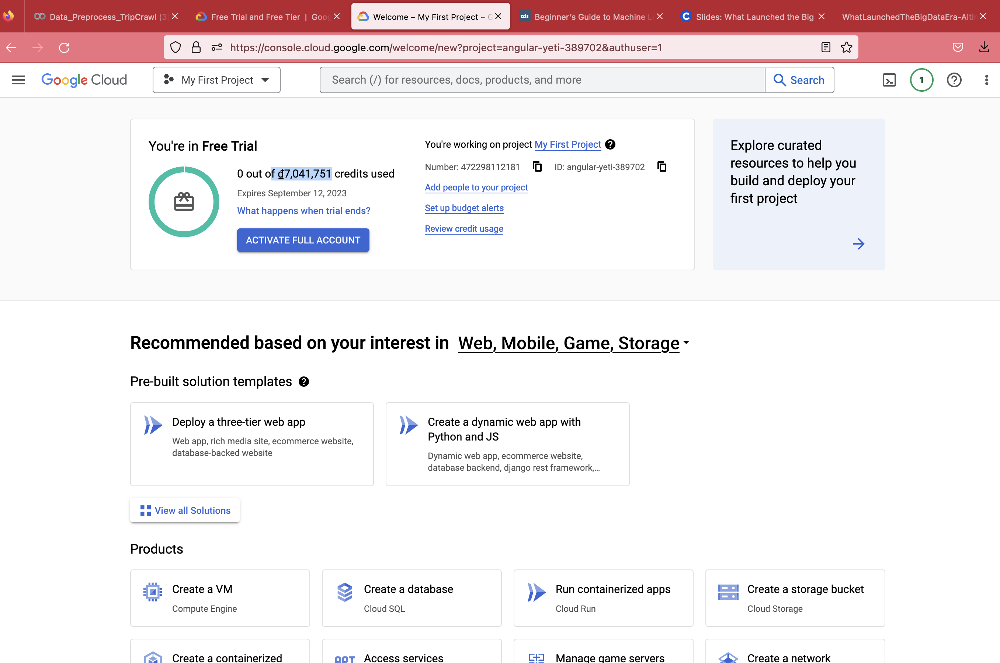 Data_Preprocess_TripCrawl (3)
Free Trial and Free Tier | Goog
Welcome – My First Project – G
tds Beginner's Guide to Machine Le
Slides: What Launched the Big
WhatLaunchedTheBigDataEra-Altin
https://console.cloud.google.com/welcome/new?project=angular-yeti-389702&authuser=1
Google Cloud
My First Project
Search (/) for resources, docs, products, and more
Search
1
You're in Free Trial
0 out of ₫7,041,751 credits used
Expires September 12, 2023
What happens when trial ends?
ACTIVATE FULL ACCOUNT
You're working on project My First Project
Number: 472298112181 ID: angular-yeti-389702
Add people to your project
Set up budget alerts
Review credit usage
Explore curated
resources to help you
build and deploy your
first project
Recommended based on your interest in Web, Mobile, Game, Storage
Pre-built solution templates
Deploy a three-tier web app
Web app, rich media site, ecommerce website,
database-backed website
Create a dynamic web app with
Python and JS
Dynamic web app, ecommerce website,
database backend, django rest framework,...
View all Solutions
Products
Create a VM
Compute Engine
Create a database
Cloud SQL
Run containerized apps
Cloud Run
Create a storage bucket
Cloud Storage
Create a containerized
API Access services
Manage game servers
Create a network